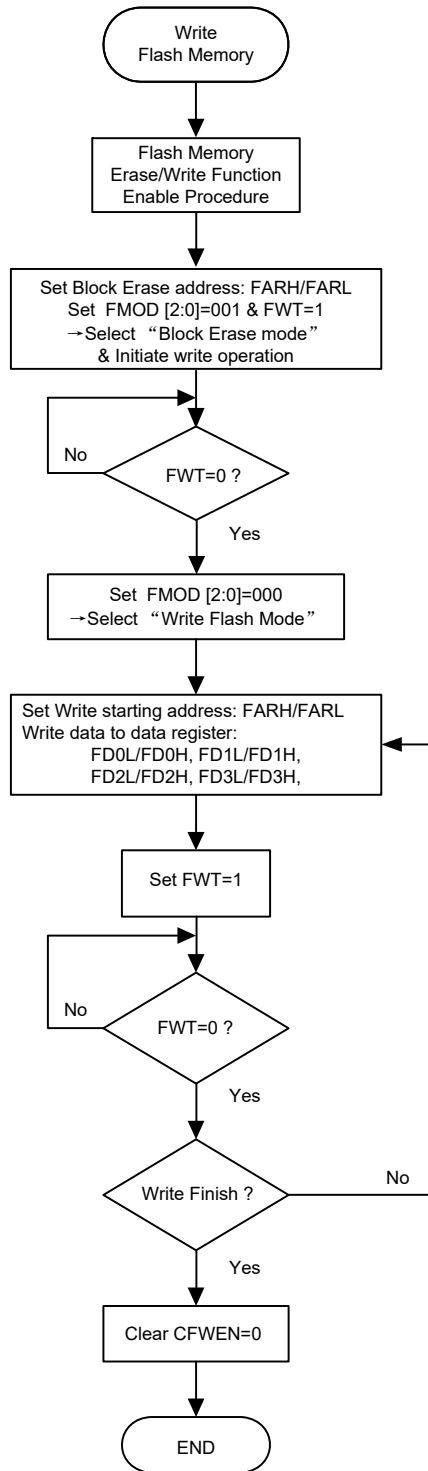 Write
Flash Memory
Flash Memory
Erase/Write Function
Enable Procedure
Set Block Erase address: FARH/FARL
Set FMOD [2:0]=001 & FWT=1
→Select “Block Erase mode”
& Initiate write operation
No
FWT=0 ?
Yes
Set FMOD [2:0]=000
→Select “Write Flash Mode”
Set Write starting address: FARH/FARL
Write data to data register:
FD0L/FD0H, FD1L/FD1H,
FD2L/FD2H, FD3L/FD3H,
Set FWT=1
No
FWT=0 ?
Yes
Write Finish ?
No
Yes
Clear CFWEN=0
END